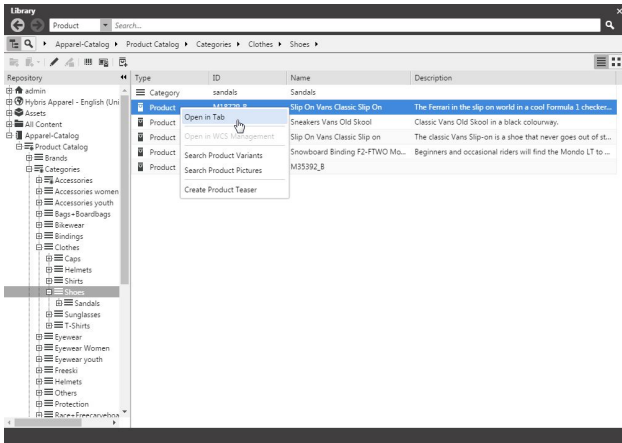 Library
Product Search...
Apparel-Catalog Product Catalog Categories Clothes Shoes
Repository Type ID Name Description
admin
Hybris Apparel - English (Uni
Assets
All Content
Apparel-Catalog
Product Catalog
Brands
Categories
Accessories
Accessories women
Accessories youth
Bags+Boardbags
Bikewear
Bindings
Clothes
Caps
Helmets
Shirts
Shoes
Sandals
Sunglasses
T-Shirts
Eyewear
Eyewear Women
Eyewear youth
Freeski
Helmets
Others
Protection
Race+Freecarveboa
Category sandals Sandals
Product M18720_B Slip On Vans Classic Slip On The Ferrari in the slip on world in a cool Formula 1 checker...
Product Sneakers Vans Old Skool Classic Vans Old Skool in a black colourway.
Product Slip On Vans Classic Slip on The classic Vans Slip-on is a shoe that never goes out of st...
Product Snowboard Binding F2-FTWO Mo... Beginners and occasional riders will find the Mondo LT to ...
Product M35392_B
Open in Tab
Open in WCS Management
Search Product Variants
Search Product Pictures
Create Product Teaser